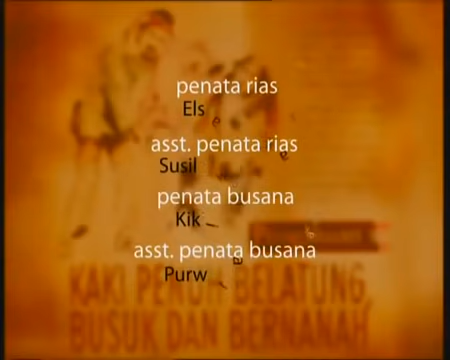 penata rias
Els
asst. penata rias
Susil
penata busana
Kik
asst. penata busana
Purw
KAKI PENUH BELATUNG,
BUSUK DAN BERNANAH